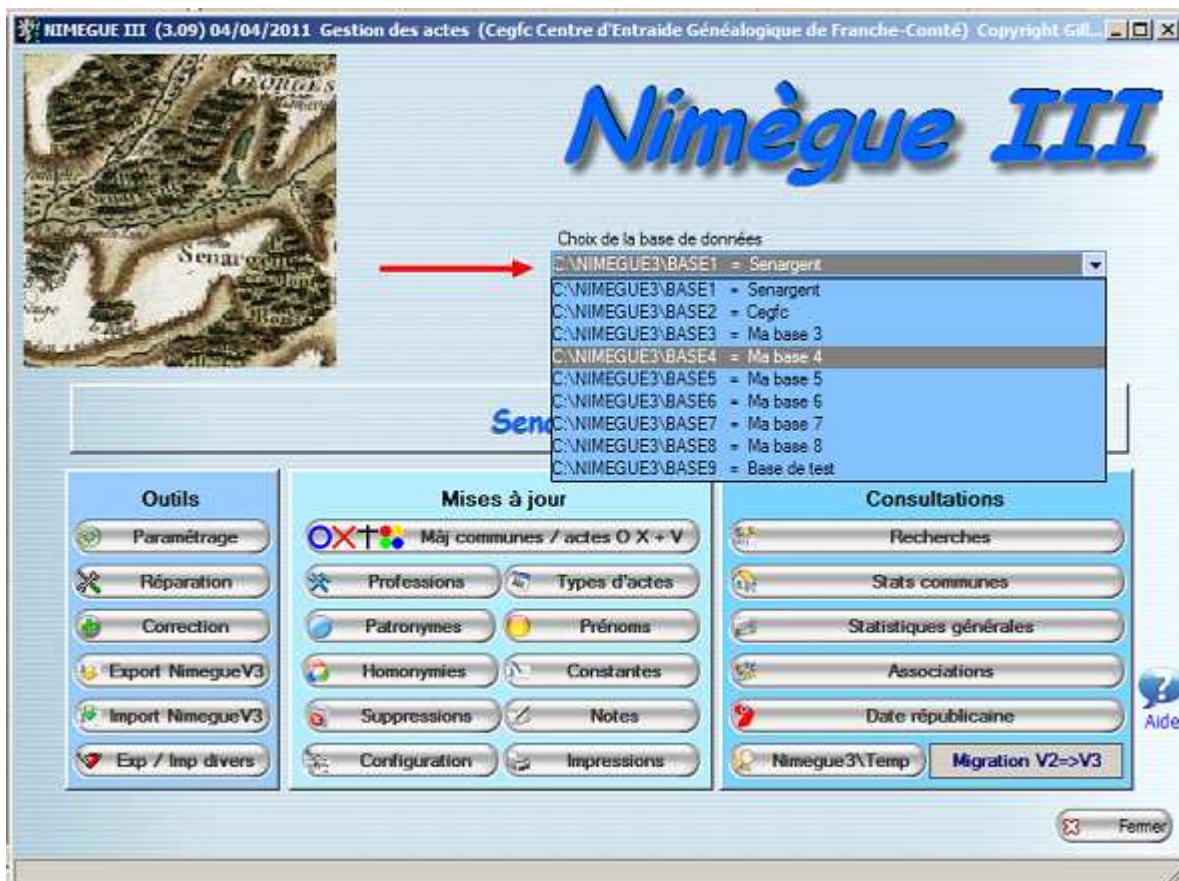 NIMEGUE III (3.09) 04/04/2011 Gestion des actes (Cegfc Centre d'Entraide Généalogique de Franche-Comté) Copyright Gill...
Nimègue III
Senargent
Choix de la base de données
C:\NIMEGUE3\BASE1 = Senargent
C:\NIMEGUE3\BASE1 = Senargent
C:\NIMEGUE3\BASE2 = Cegfc
C:\NIMEGUE3\BASE3 = Ma base 3
C:\NIMEGUE3\BASE4 = Ma base 4
C:\NIMEGUE3\BASE5 = Ma base 5
C:\NIMEGUE3\BASE6 = Ma base 6
C:\NIMEGUE3\BASE7 = Ma base 7
C:\NIMEGUE3\BASE8 = Ma base 8
C:\NIMEGUE3\BASE9 = Base de test
Outils
Paramétrage
Réparation
Correction
Export NimegueV3
Import NimegueV3
Exp / Imp divers
Mises à jour
Màj communes / actes O X + V
Professions
Types d'actes
Patronymes
Prénoms
Homonymies
Constantes
Suppressions
Notes
Configuration
Impressions
Consultations
Recherches
Stats communes
Statistiques générales
Associations
Date républicaine
Nimegue3\Temp
Migration V2=>V3
Aide
Fermer